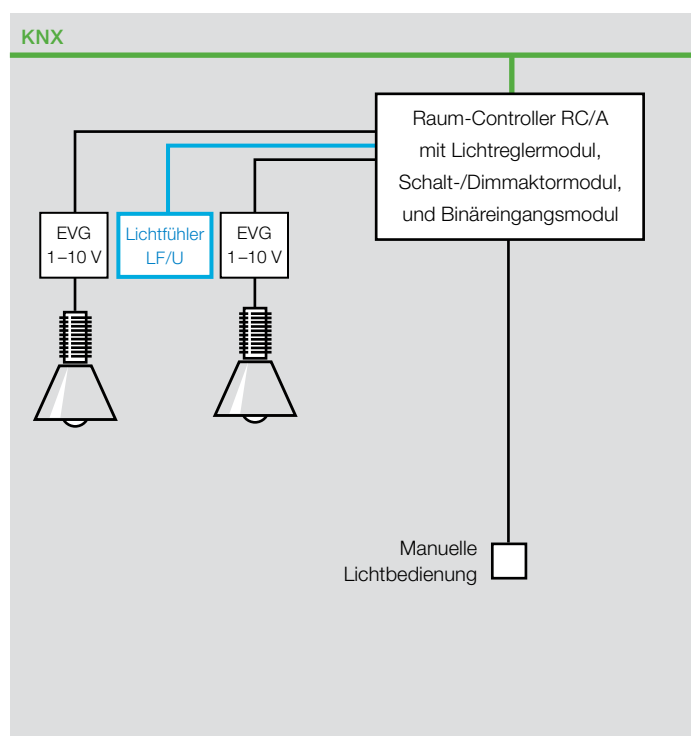 KNX
Raum-Controller RC/A
mit Lichtreglermodul,
Schalt-/Dimmaktormodul,
und Binäreingangsmodul
EVG
1–10 V
Lichtfühler
LF/U
EVG
1–10 V
Manuelle
Lichtbedienung